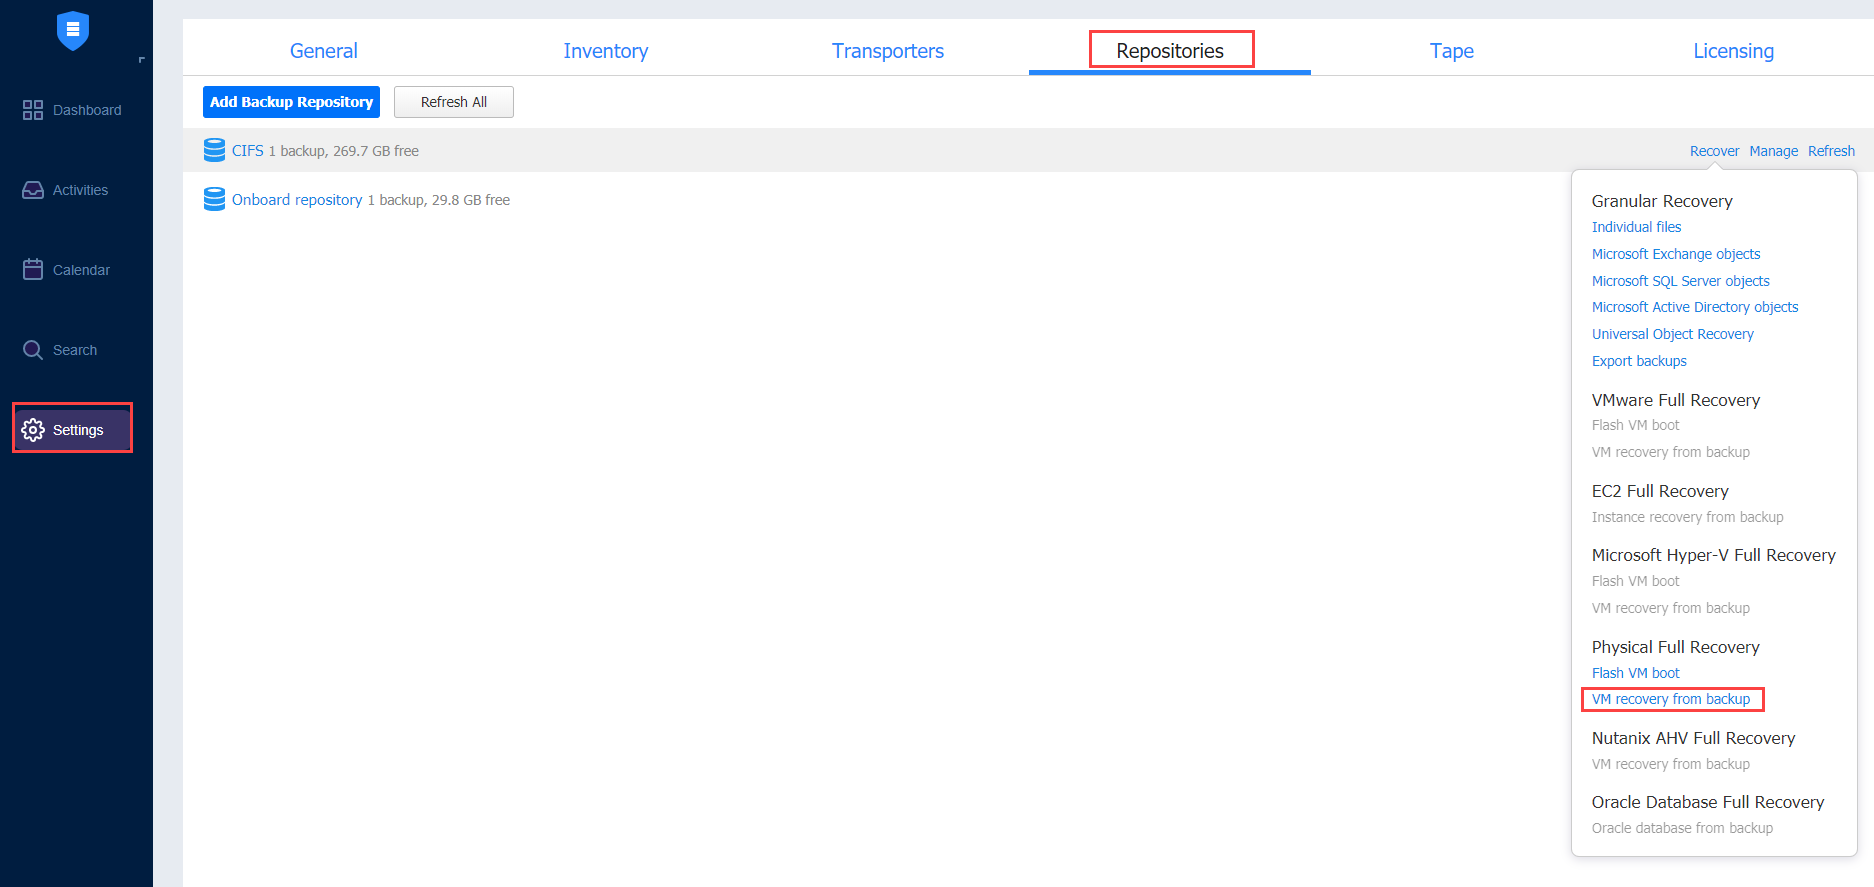 General Inventory Transporters Repositories Tape Licensing
Add Backup Repository Refresh All
Dashboard
Activities
Calendar
Search
Settings
CIFS 1 backup, 269.7 GB free Recover Manage Refresh
Onboard repository 1 backup, 29.8 GB free
Granular Recovery
Individual files
Microsoft Exchange objects
Microsoft SQL Server objects
Microsoft Active Directory objects
Universal Object Recovery
Export backups
VMware Full Recovery
Flash VM boot
VM recovery from backup
EC2 Full Recovery
Instance recovery from backup
Microsoft Hyper-V Full Recovery
Flash VM boot
VM recovery from backup
Physical Full Recovery
Flash VM boot
VM recovery from backup
Nutanix AHV Full Recovery
VM recovery from backup
Oracle Database Full Recovery
Oracle database from backup